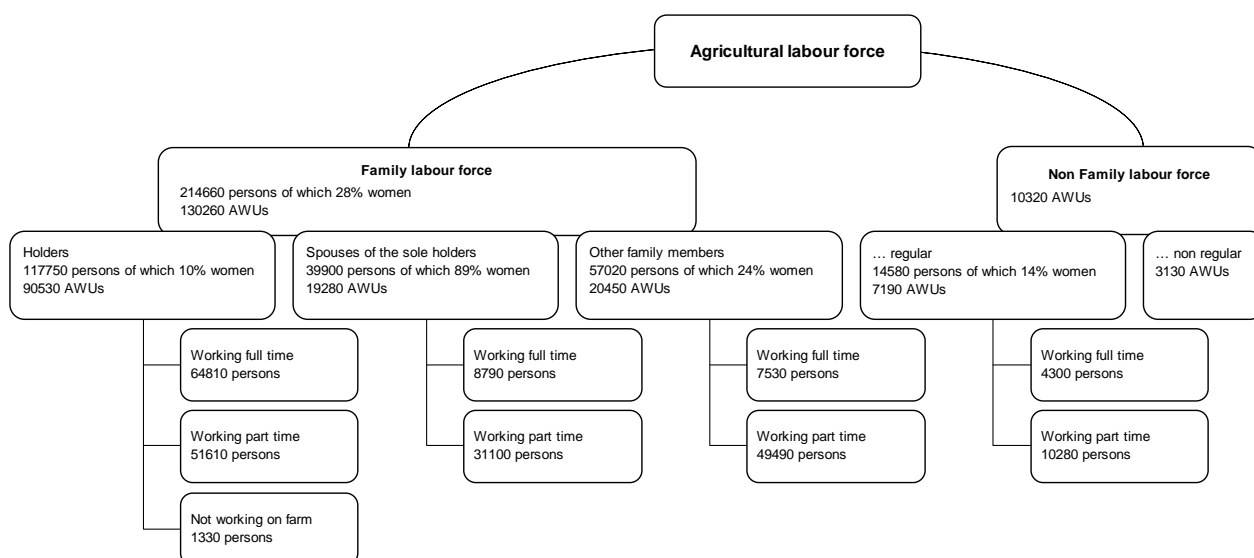 Agricultural labour force
Family labour force
214660 persons of which 28% women
130260 AWUs
Non Family labour force
10320 AWUs
Holders
117750 persons of which 10% women
90530 AWUs
Spouses of the sole holders
39900 persons of which 89% women
19280 AWUs
Other family members
57020 persons of which 24% women
20450 AWUs
... regular
14580 persons of which 14% women
7190 AWUs
... non regular
3130 AWUs
Working full time
64810 persons
Working full time
8790 persons
Working full time
7530 persons
Working full time
4300 persons
Working part time
51610 persons
Working part time
31100 persons
Working part time
49490 persons
Working part time
10280 persons
Not working on farm
1330 persons